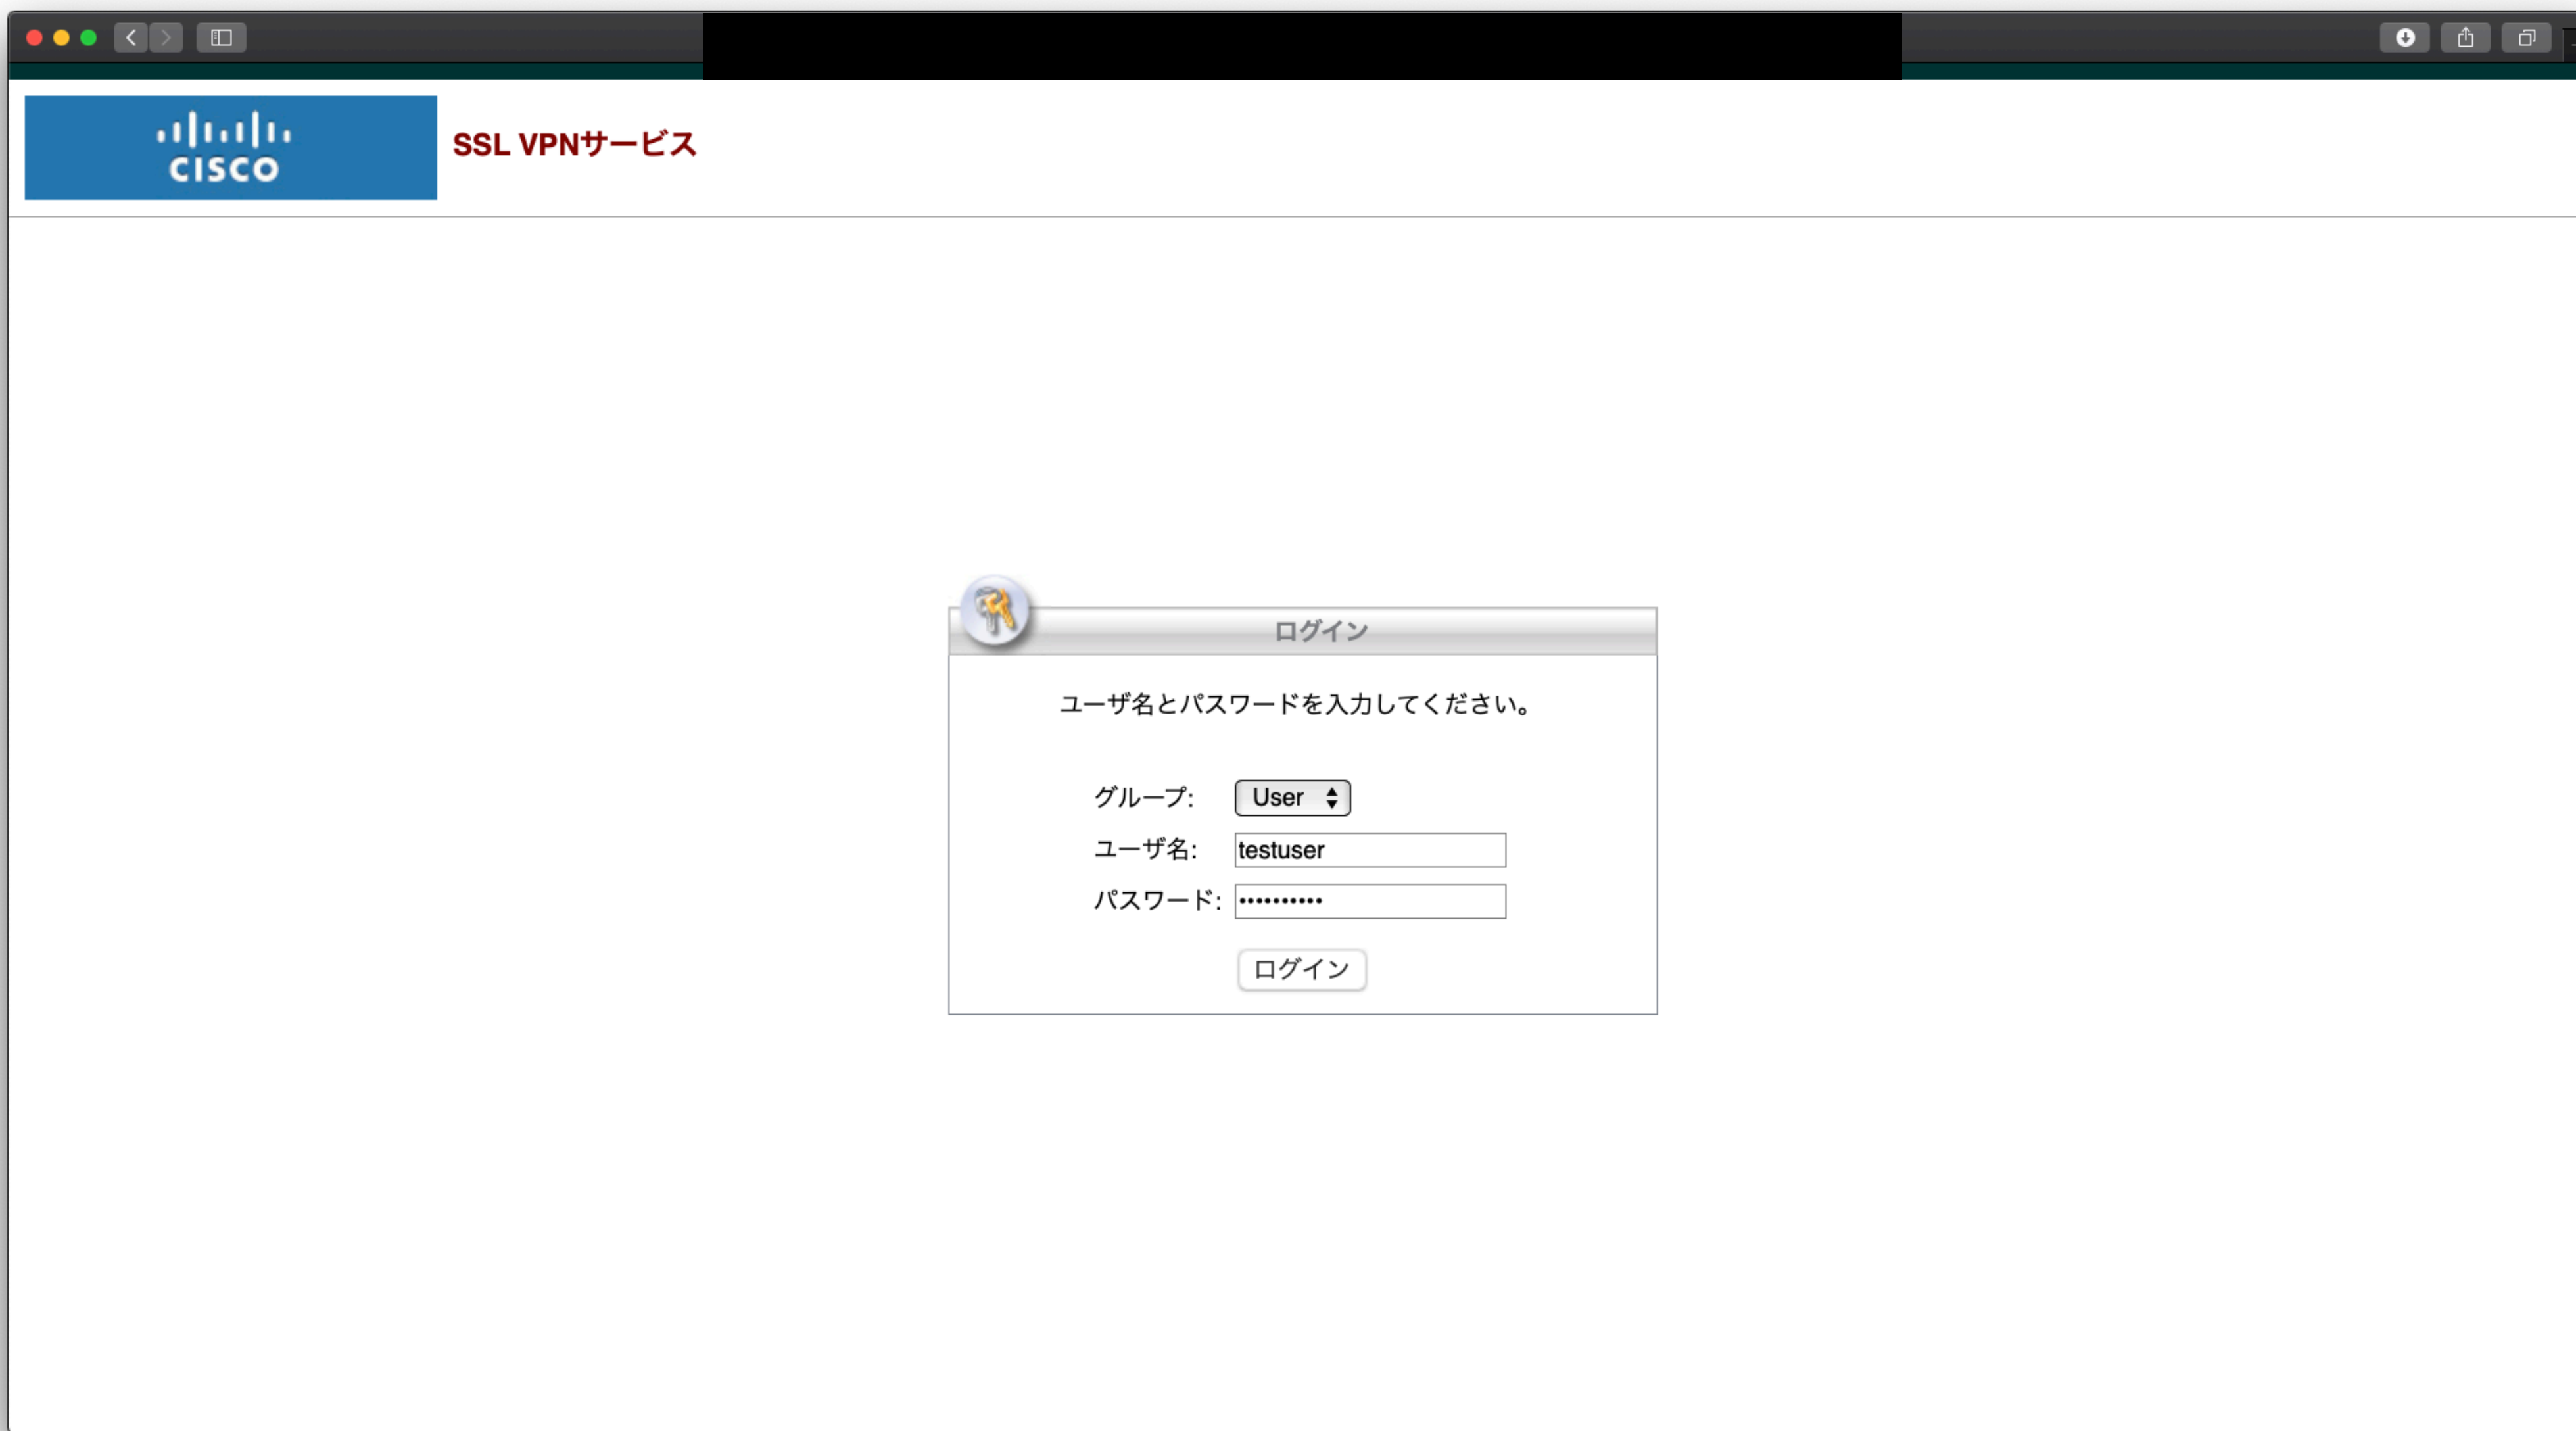 CISCO
SSL VPNサービス
ログイン
ユーザ名とパスワードを入力してください。
グループ: User
ユーザ名: testuser
パスワード: ••••••••••
ログイン